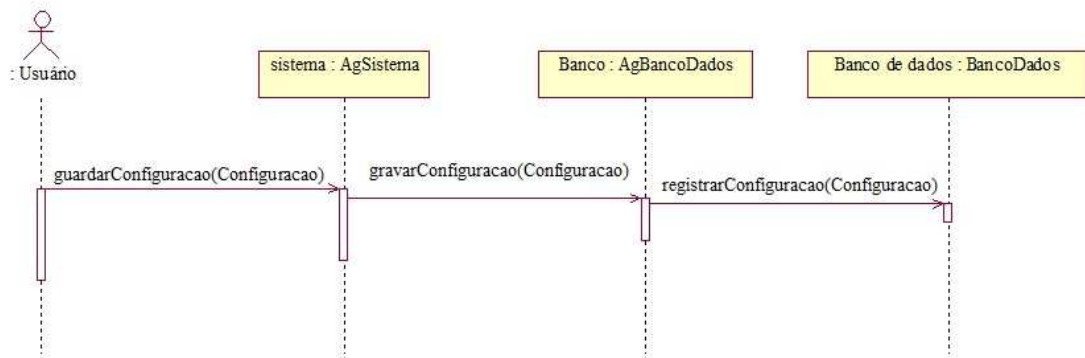 : Usuário
sistema : AgSistema
Banco : AgBancoDados
Banco de dados : BancoDados
guardarConfiguracao(Configuracao)
gravarConfiguracao(Configuracao)
registrarConfiguracao(Configuracao)